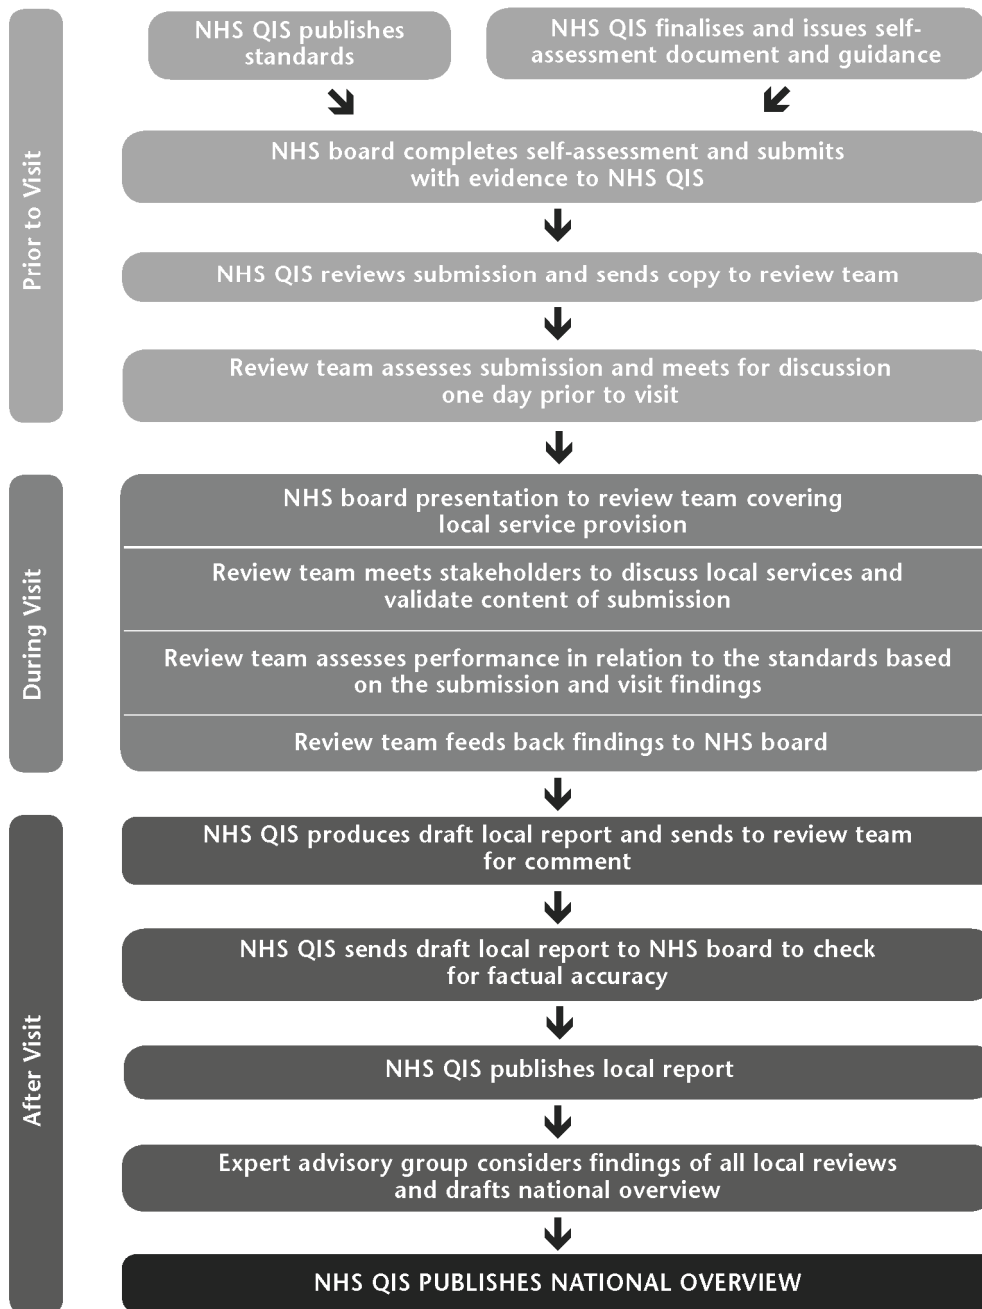 NHS QIS publishes
standards
NHS QIS finalises and issues self-
assessment document and guidance
Prior to Visit
NHS board completes self-assessment and submits
with evidence to NHS QIS
NHS QIS reviews submission and sends copy to review team
Review team assesses submission and meets for discussion
one day prior to visit
During Visit
NHS board presentation to review team covering
local service provision
Review team meets stakeholders to discuss local services and
validate content of submission
Review team assesses performance in relation to the standards based
on the submission and visit findings
Review team feeds back findings to NHS board
After Visit
NHS QIS produces draft local report and sends to review team
for comment
NHS QIS sends draft local report to NHS board to check
for factual accuracy
NHS QIS publishes local report
Expert advisory group considers findings of all local reviews
and drafts national overview
NHS QIS PUBLISHES NATIONAL OVERVIEW